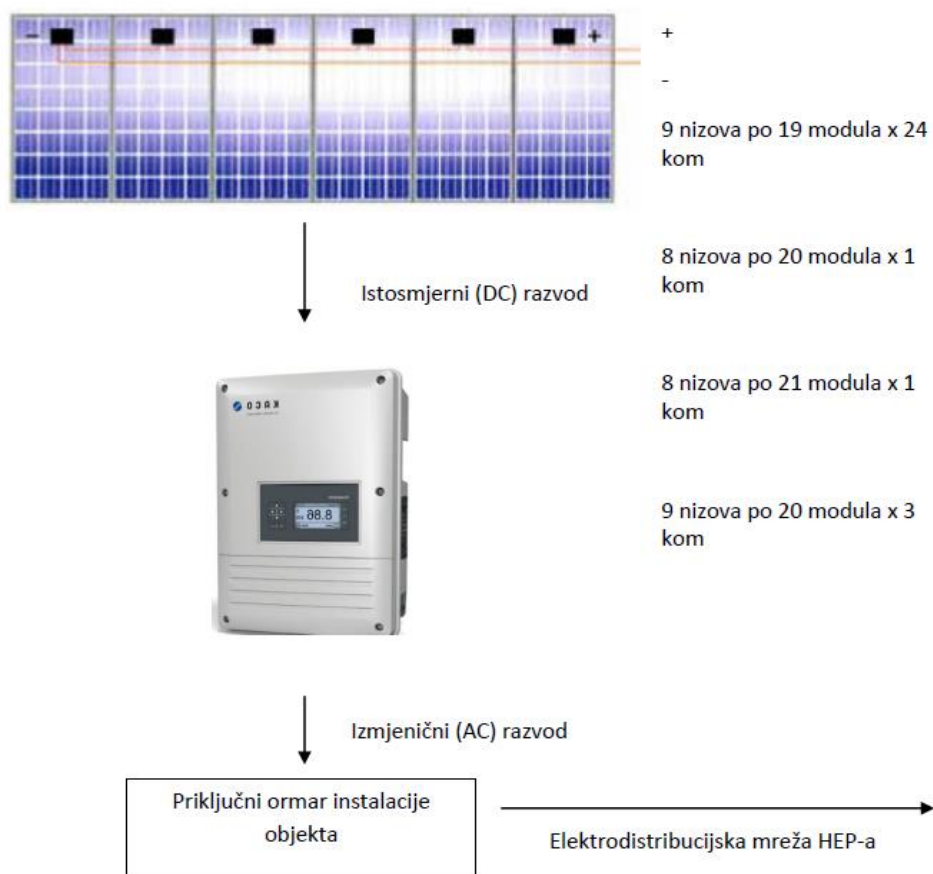 −
+
+
-
9 nizova po 19 modula x 24
kom
8 nizova po 20 modula x 1
kom
Istosmjerni (DC) razvod
8 nizova po 21 modula x 1
kom
KACO
9 nizova po 20 modula x 3
kom
Izmjenični (AC) razvod
Priključni ormar instalacije
objekta
Elektrodistribucijska mreža HEP-a